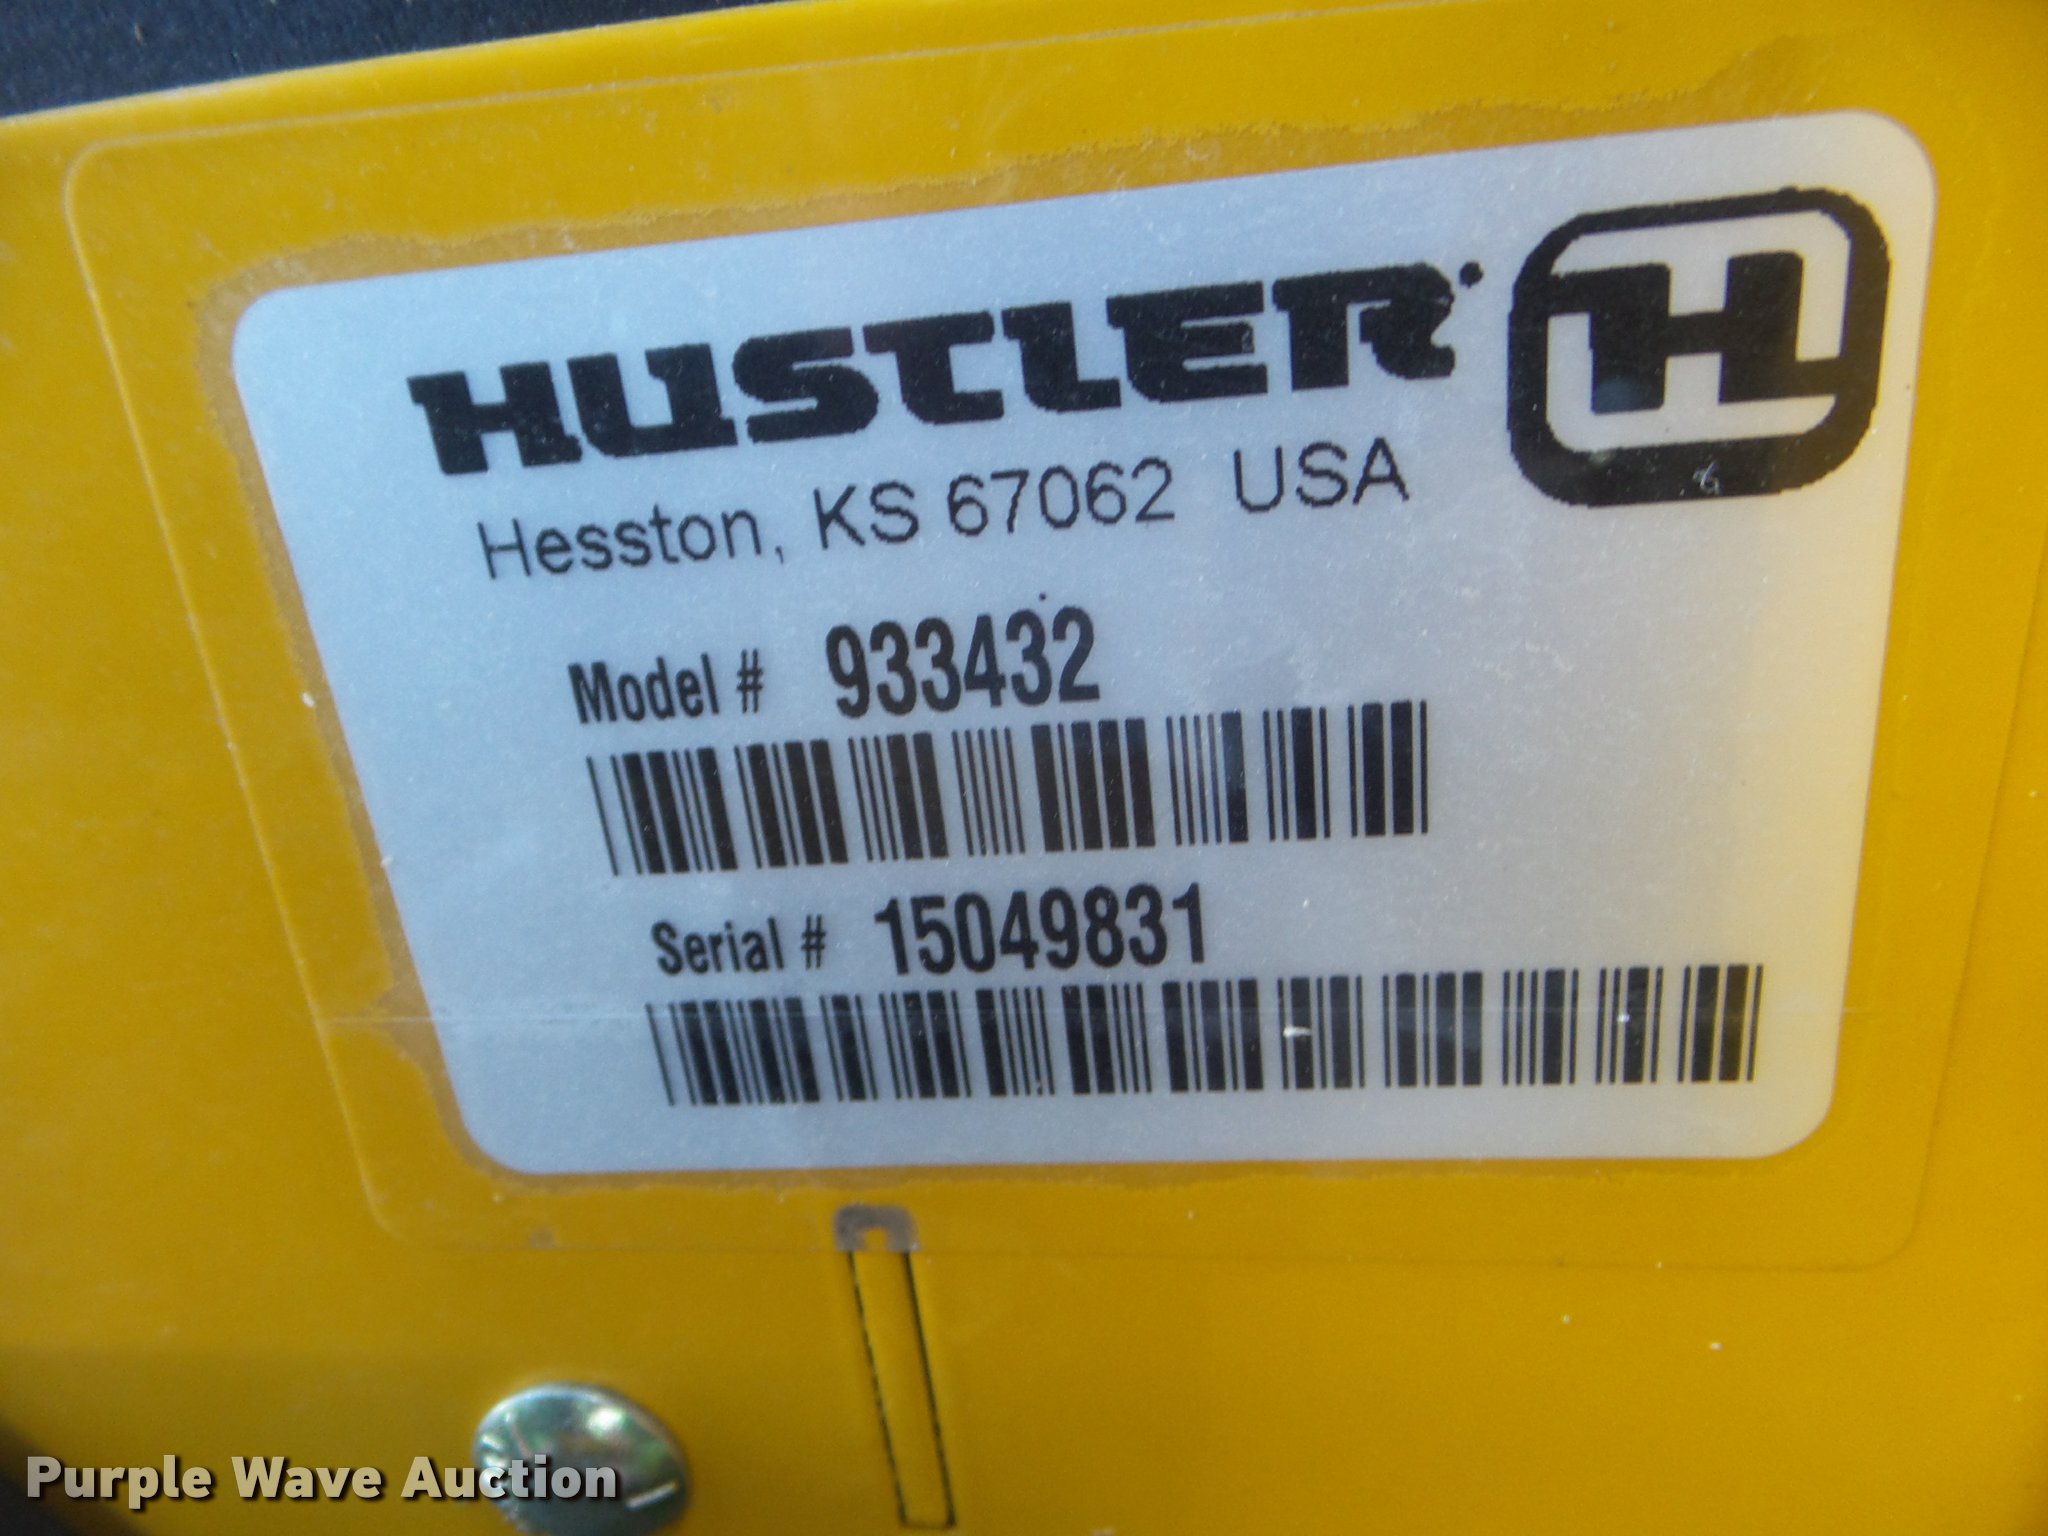 HUSTLER
H
Hesston, KS 67062 USA
Model # 933432
Serial # 15049831
Purple Wave Auction